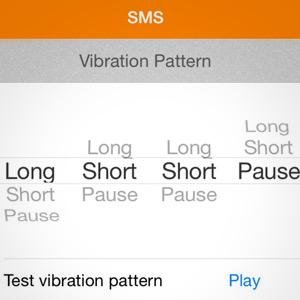 SMS
Vibration Pattern
Long
Long Long Short
Long Short Short Pause
Short Pause Pause
Pause
Test vibration pattern Play